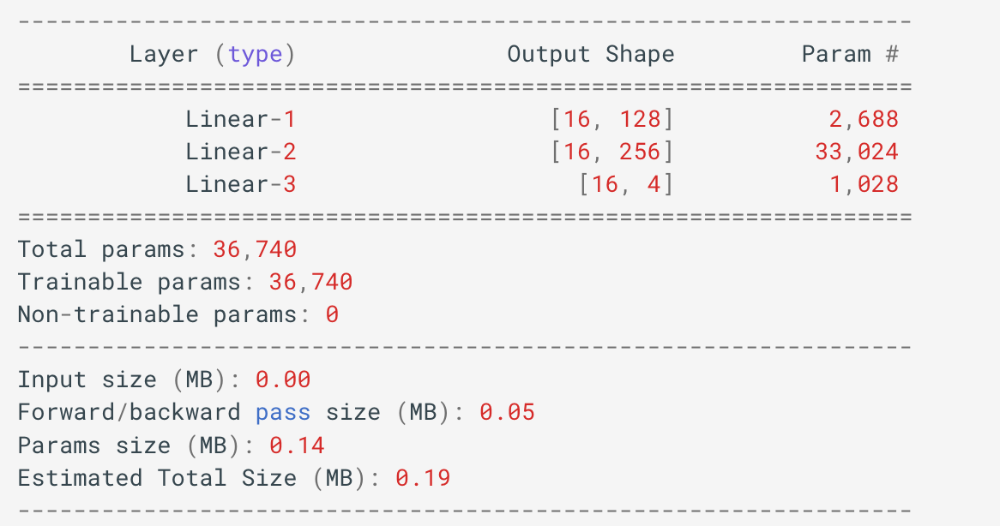 ----------------------------------------------------------------
Layer (type) Output Shape Param #
================================================================
Linear-1 [16, 128] 2,688
Linear-2 [16, 256] 33,024
Linear-3 [16, 4] 1,028
================================================================
Total params: 36,740
Trainable params: 36,740
Non-trainable params: 0
----------------------------------------------------------------
Input size (MB): 0.00
Forward/backward pass size (MB): 0.05
Params size (MB): 0.14
Estimated Total Size (MB): 0.19
----------------------------------------------------------------